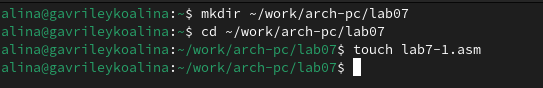 alina@gavrileykoalina:~$ mkdir ~/work/arch-pc/lab07
alina@gavrileykoalina:~$ cd ~/work/arch-pc/lab07
alina@gavrileykoalina:~/work/arch-pc/lab07$ touch lab7-1.asm
alina@gavrileykoalina:~/work/arch-pc/lab07$